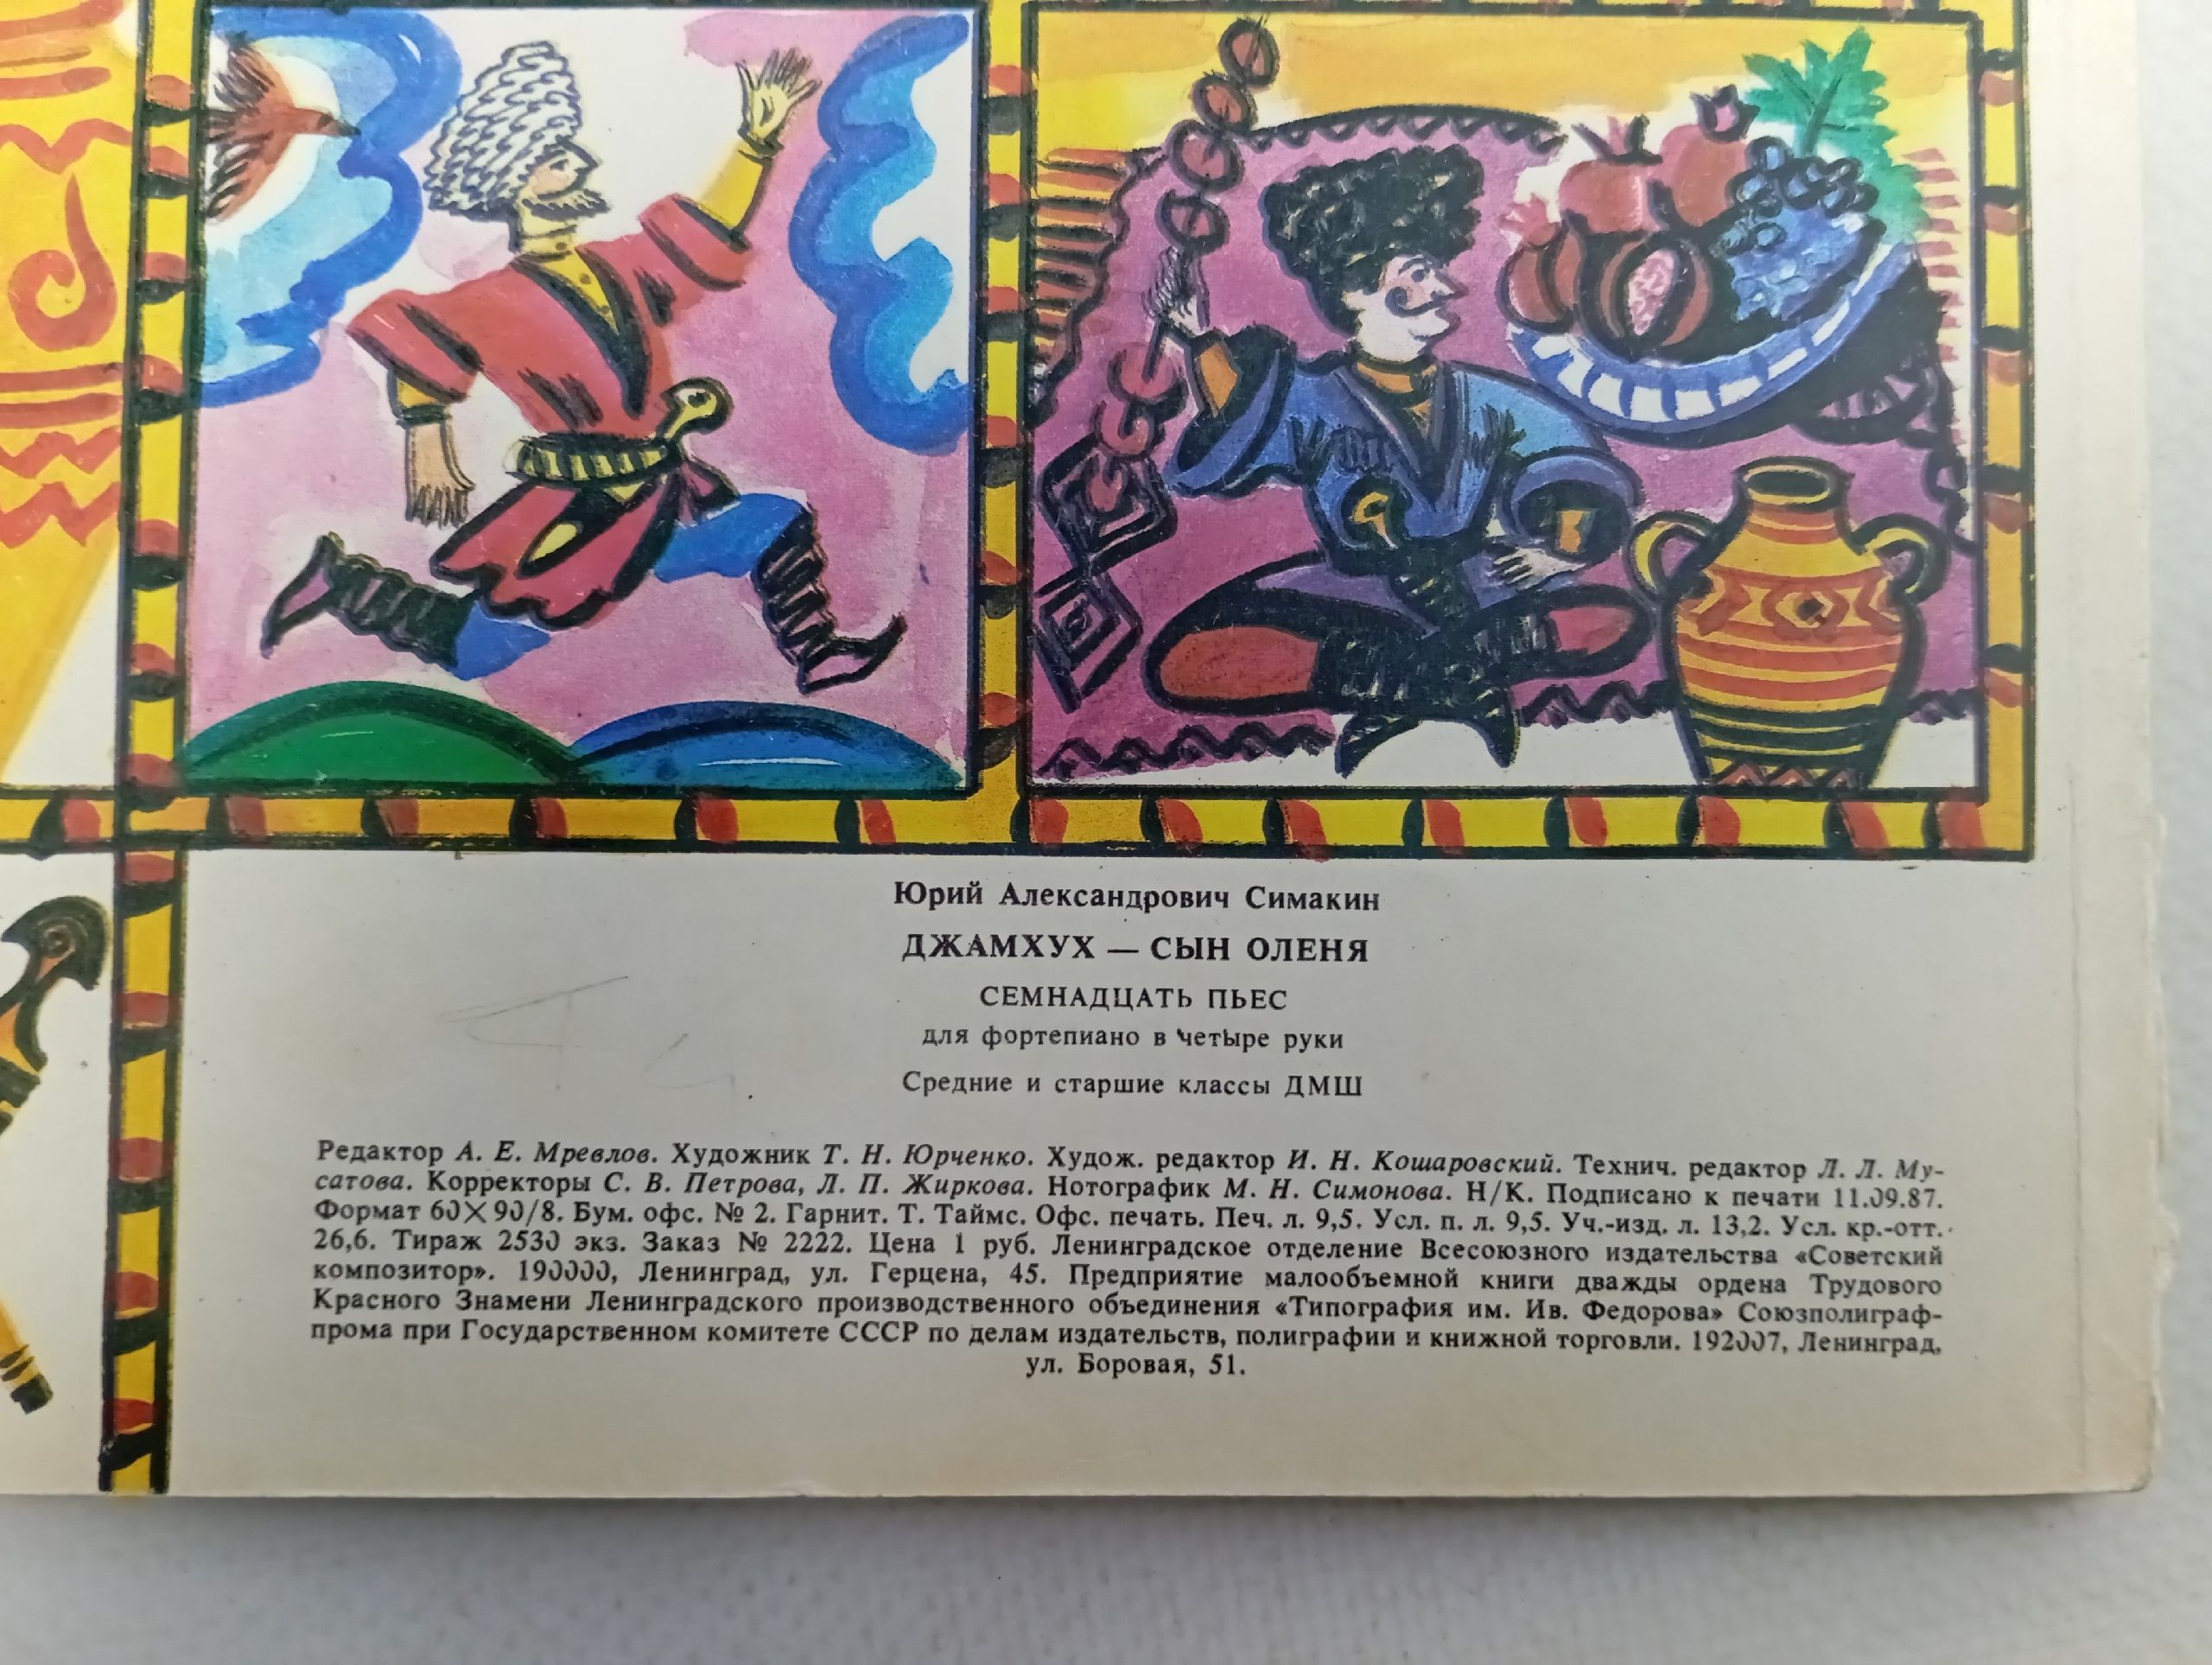 Юрий Александрович Симакин
ДЖАМХУХ — СЫН ОЛЕНЯ
СЕМНАДЦАТЬ ПЬЕС
для фортепиано в четыре руки
Средние и старшие классы ДМШ
Редактор А. Е. Мревлов. Художник Т. Н. Юрченко. Худож. редактор И. Н. Кошаровский. Технич. редактор Л. Л. Му-
сатова. Корректоры С. В. Петрова, Л. П. Жиркова. Нотографик М. Н. Симонова. Н/К. Подписано к печати 11.09.87.
Формат 60×90/8. Бум. офс. № 2. Гарнит. Т. Таймс. Офс. печать. Печ. л. 9,5. Усл. п. л. 9,5. Уч.-изд. л. 13,2. Усл. кр.-отт.
26,6. Тираж 2530 экз. Заказ № 2222. Цена 1 руб. Ленинградское отделение Всесоюзного издательства «Советский
композитор». 190000, Ленинград, ул. Герцена, 45. Предприятие малообъемной книги дважды ордена Трудового
Красного Знамени Ленинградского производственного объединения «Типография им. Ив. Федорова» Союзполиграф-
прома при Государственном комитете СССР по делам издательств, полиграфии и книжной торговли. 192007, Ленинград,
ул. Боровая, 51.